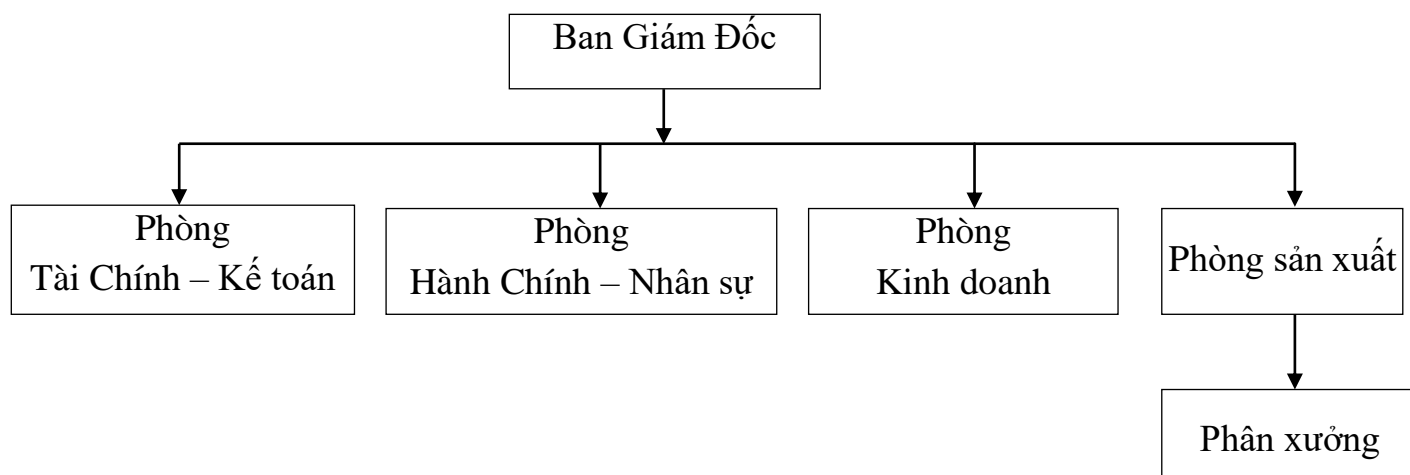 Ban Giám Đốc
Phòng
Tài Chính – Kế toán
Phòng
Hành Chính – Nhân sự
Phòng
Kinh doanh
Phòng sản xuất
Phân xưởng